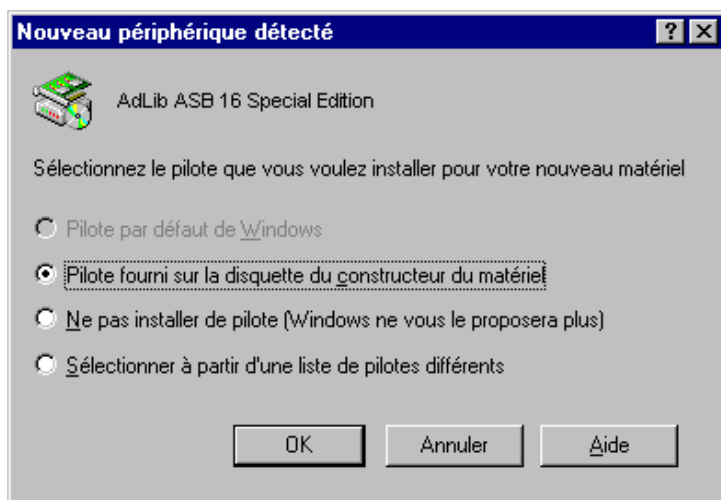 Nouveau périphérique détecté
AdLib ASB 16 Special Edition
Sélectionnez le pilote que vous voulez installer pour votre nouveau matériel
Pilote par défaut de Windows
Pilote fourni sur la disquette du constructeur du matériel
Ne pas installer de pilote (Windows ne vous le proposera plus)
Sélectionner à partir d'une liste de pilotes différents
OK Annuler Aide